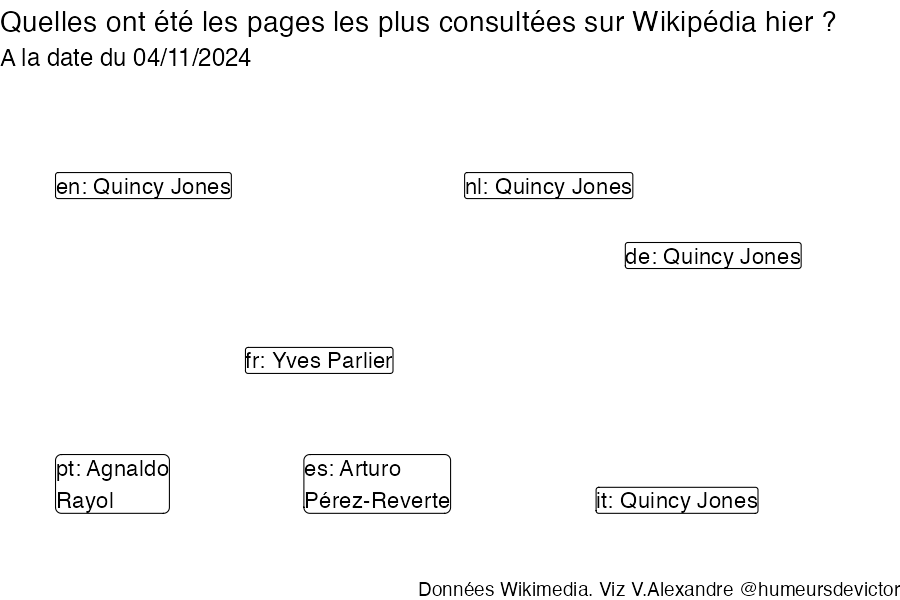 Quelles ont été les pages les plus consultées sur Wikipédia hier ?
A la date du 04/11/2024
en: Quincy Jones
nl: Quincy Jones
de: Quincy Jones
fr: Yves Parlier
pt: Agnaldo
Rayol
es: Arturo
Pérez-Reverte
it: Quincy Jones
Données Wikimedia. Viz V.Alexandre @humeursdevictor